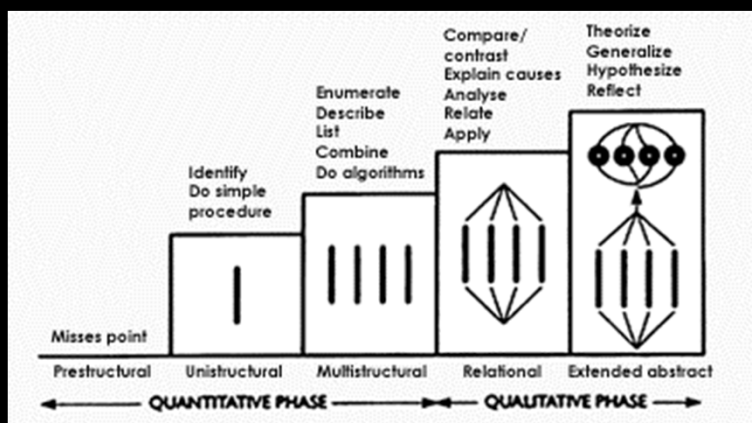 Misses point
Prestructural
Identify
Do simple
procedure
Unistructural
Enumerate
Describe
List
Combine
Do algorithms
Multistructural
Compare/
contrast
Explain causes
Analyse
Relate
Apply
Relational
Theorize
Generalize
Hypothesize
Reflect
Extended abstract
QUANTITATIVE PHASE
QUALITATIVE PHASE